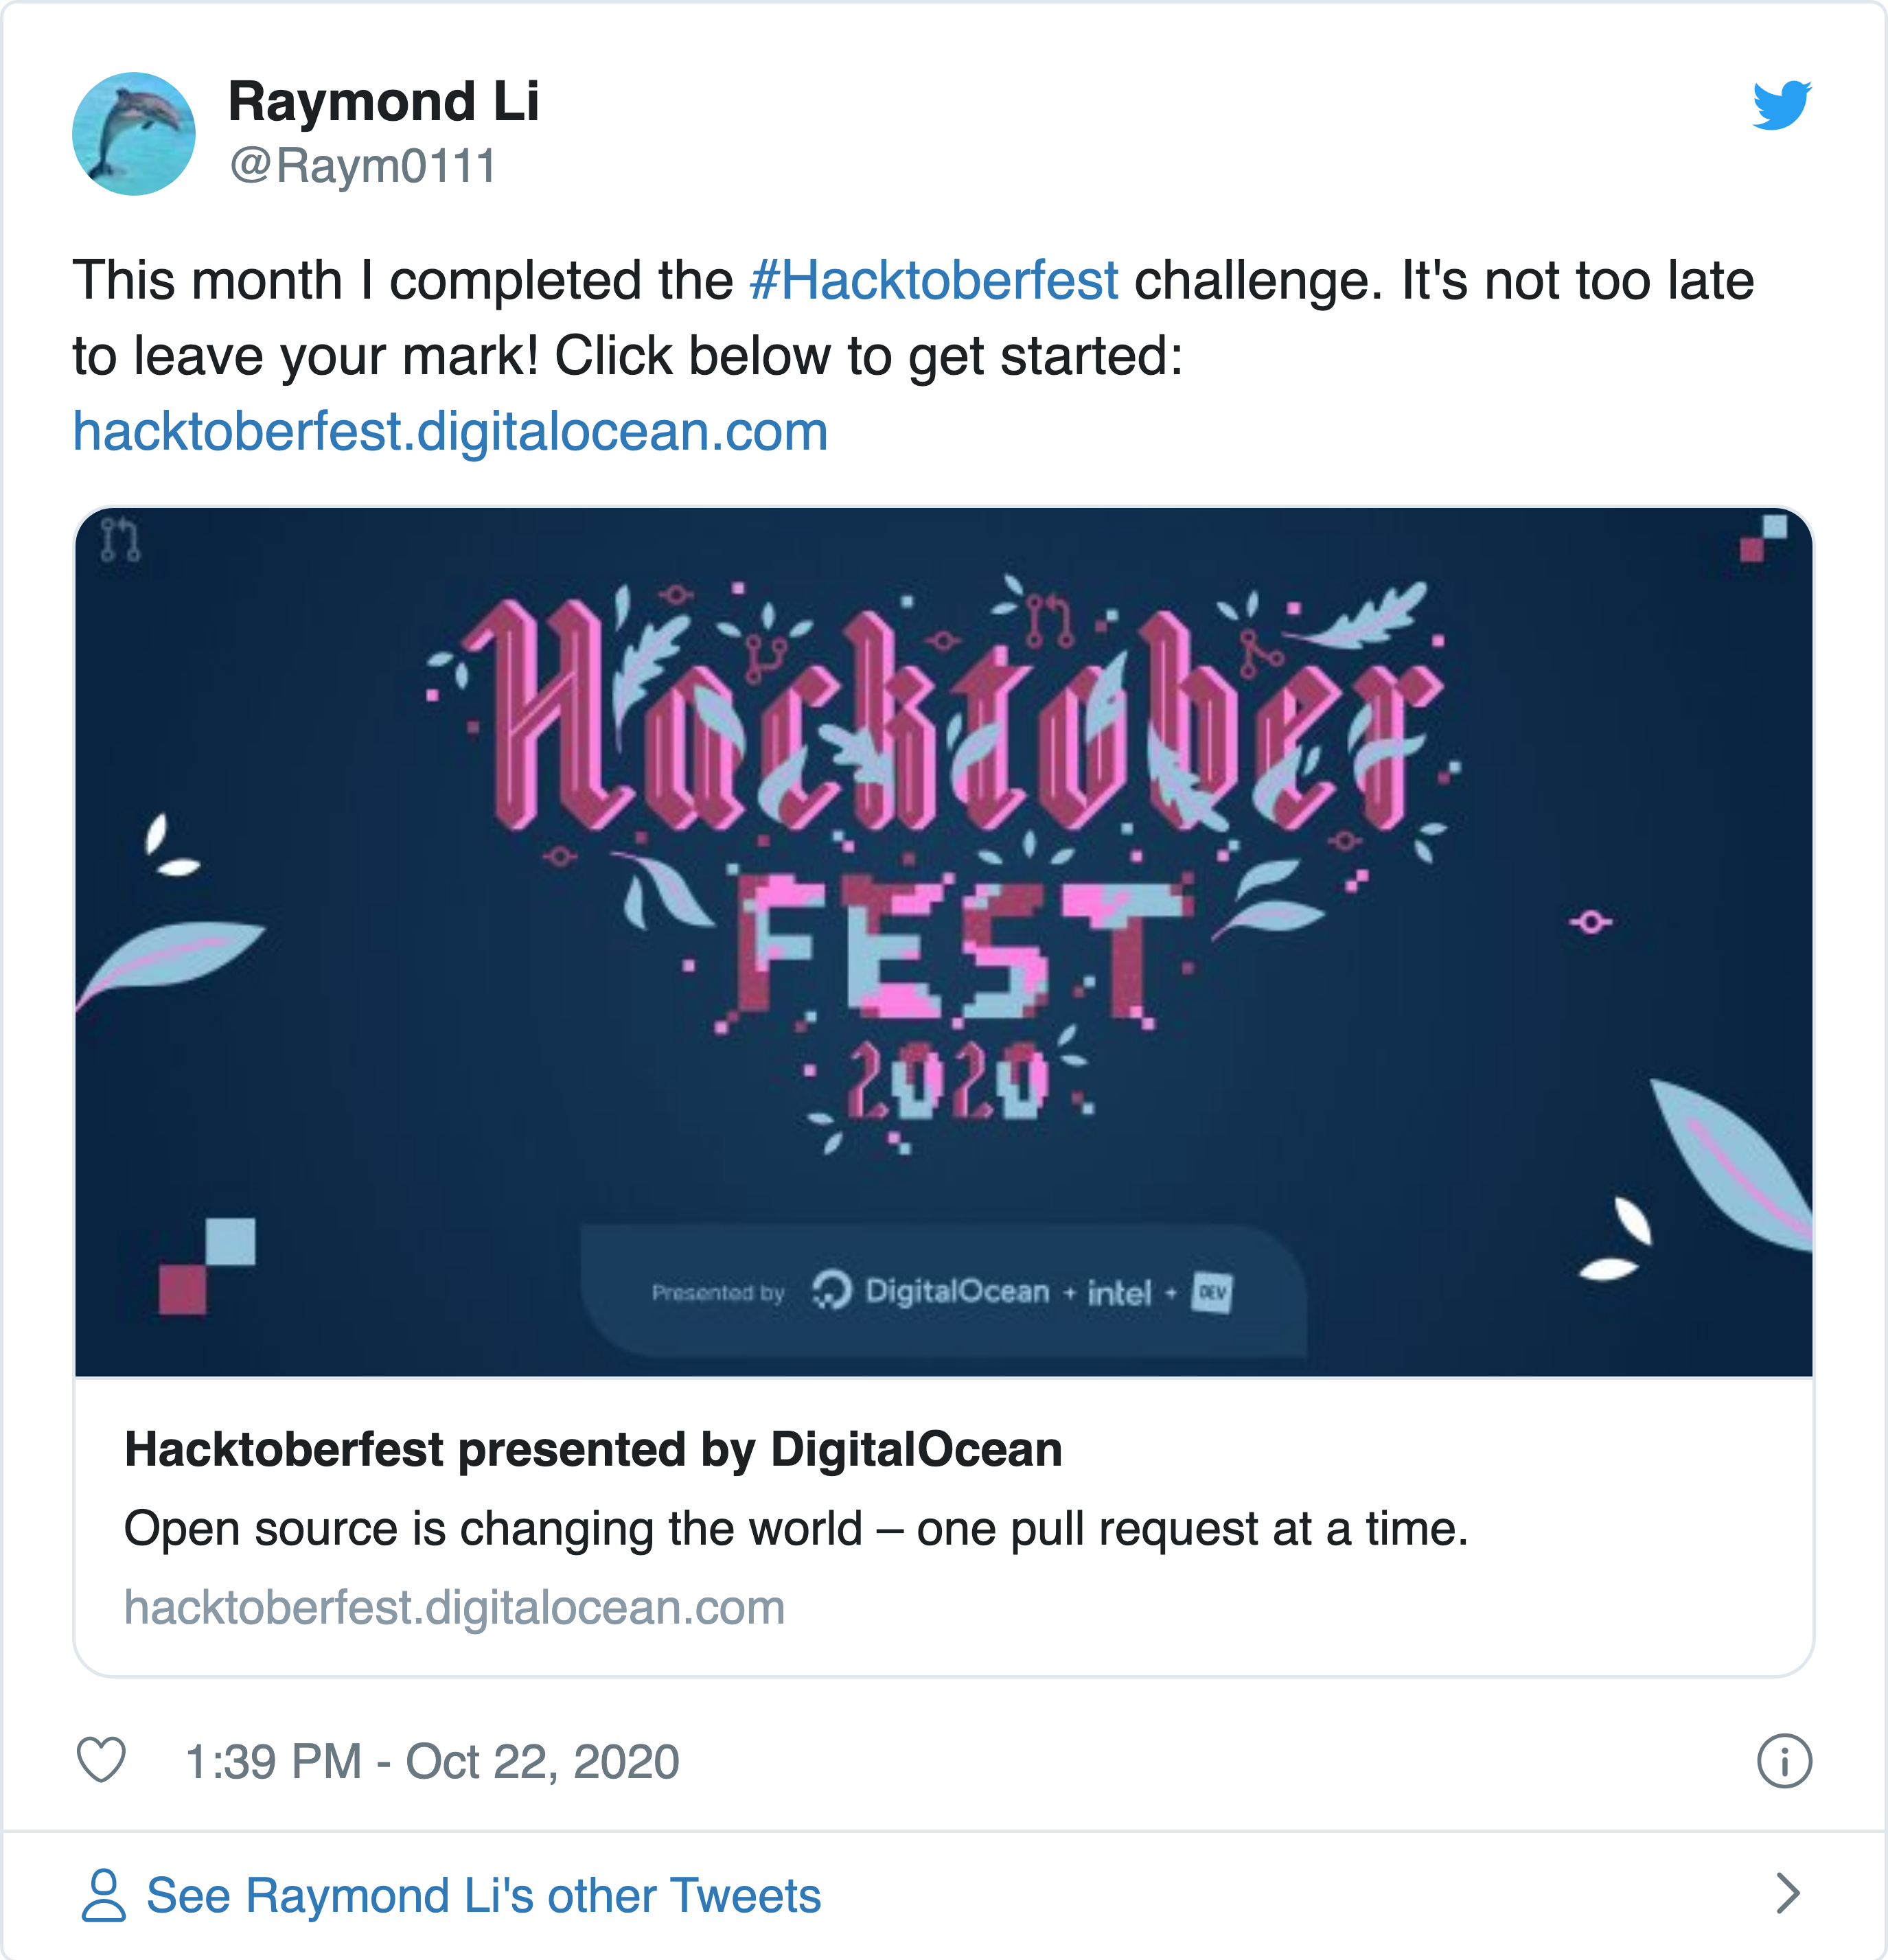 Raymond Li
@Raym0111
This month I completed the #Hacktoberfest challenge. It's not too late
to leave your mark! Click below to get started:
hacktoberfest.digitalocean.com
Hacktober
FEST
2020
Presented by DigitalOcean + intel + DEV
Hacktoberfest presented by DigitalOcean
Open source is changing the world – one pull request at a time.
hacktoberfest.digitalocean.com
1:39 PM - Oct 22, 2020
See Raymond Li's other Tweets